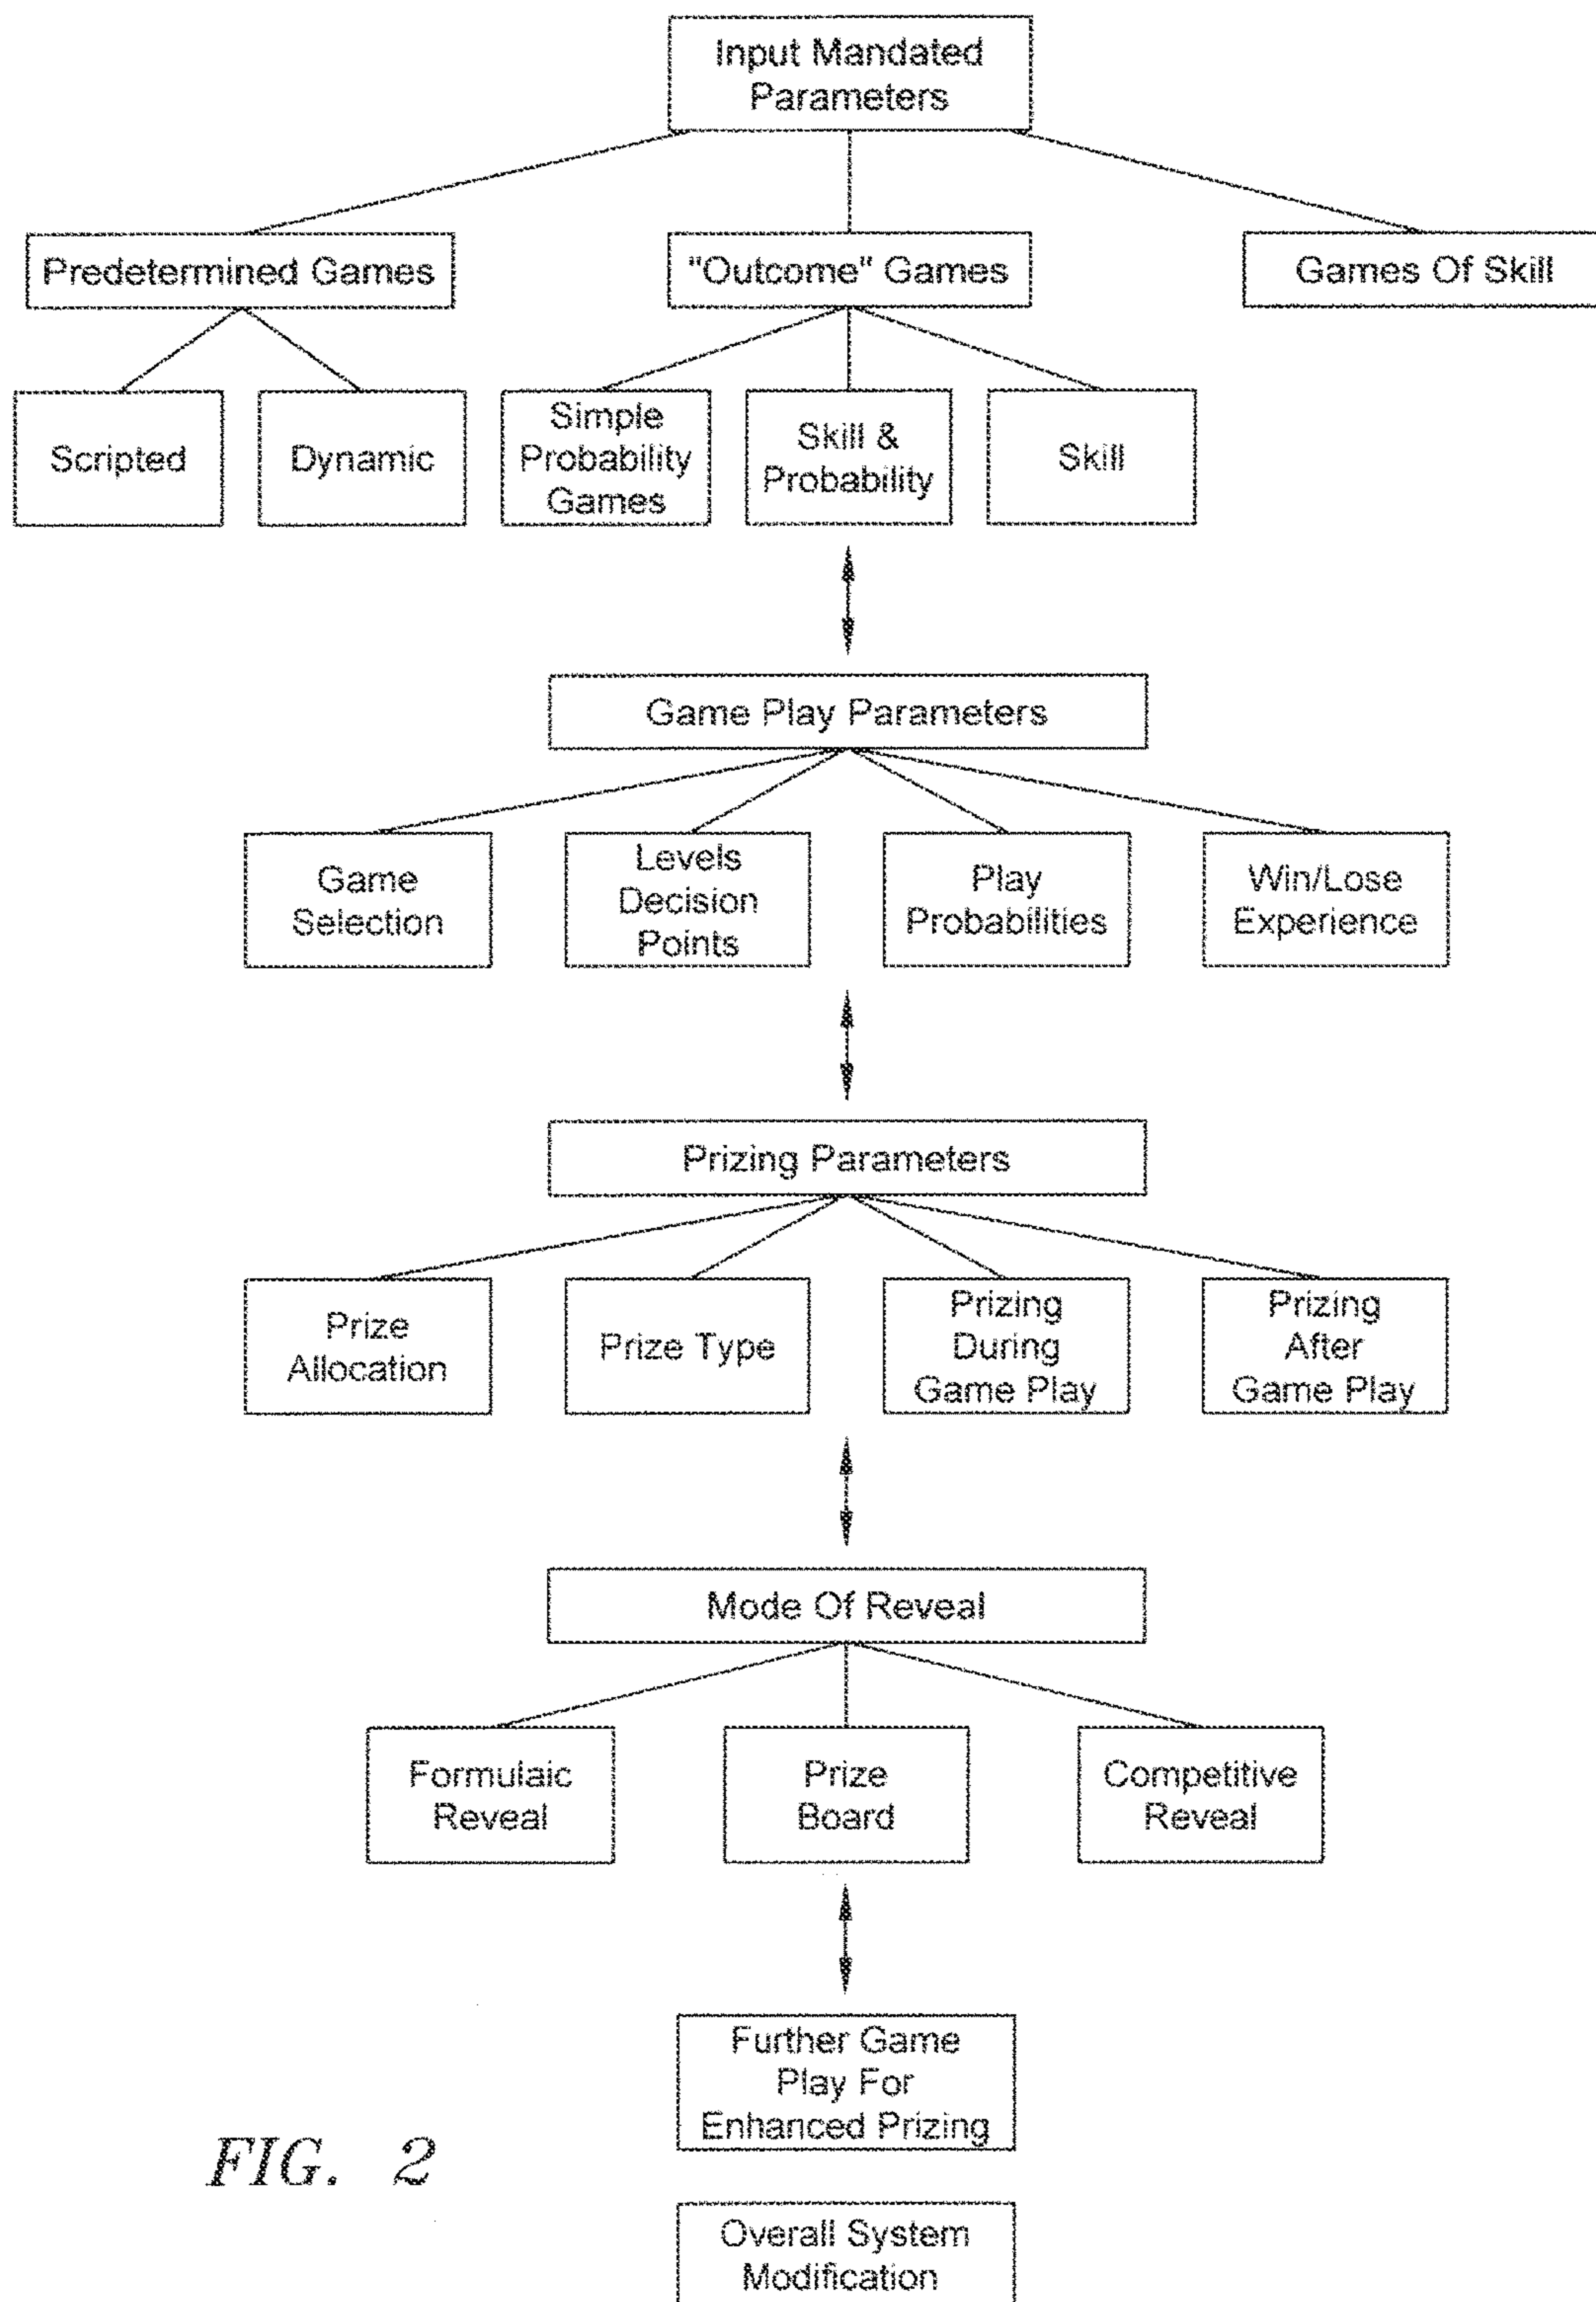 Input Mandated
Parameters
Predetermined Games
"Outcome" Games
Games Of Skill
Scripted
Dynamic
Simple
Probability
Games
Skill &
Probability
Skill
Game Play Parameters
Game
Selection
Levels
Decision
Points
Play
Probabilities
Win/Lose
Experience
Prizing Parameters
Prize
Allocation
Prize Type
Prizing
During
Game Play
Prizing
After
Game Play
Mode Of Reveal
Formulaic
Reveal
Prize
Board
Competitive
Reveal
Further Game
Play For
Enhanced Prizing
FIG. 2
Overall System
Modification